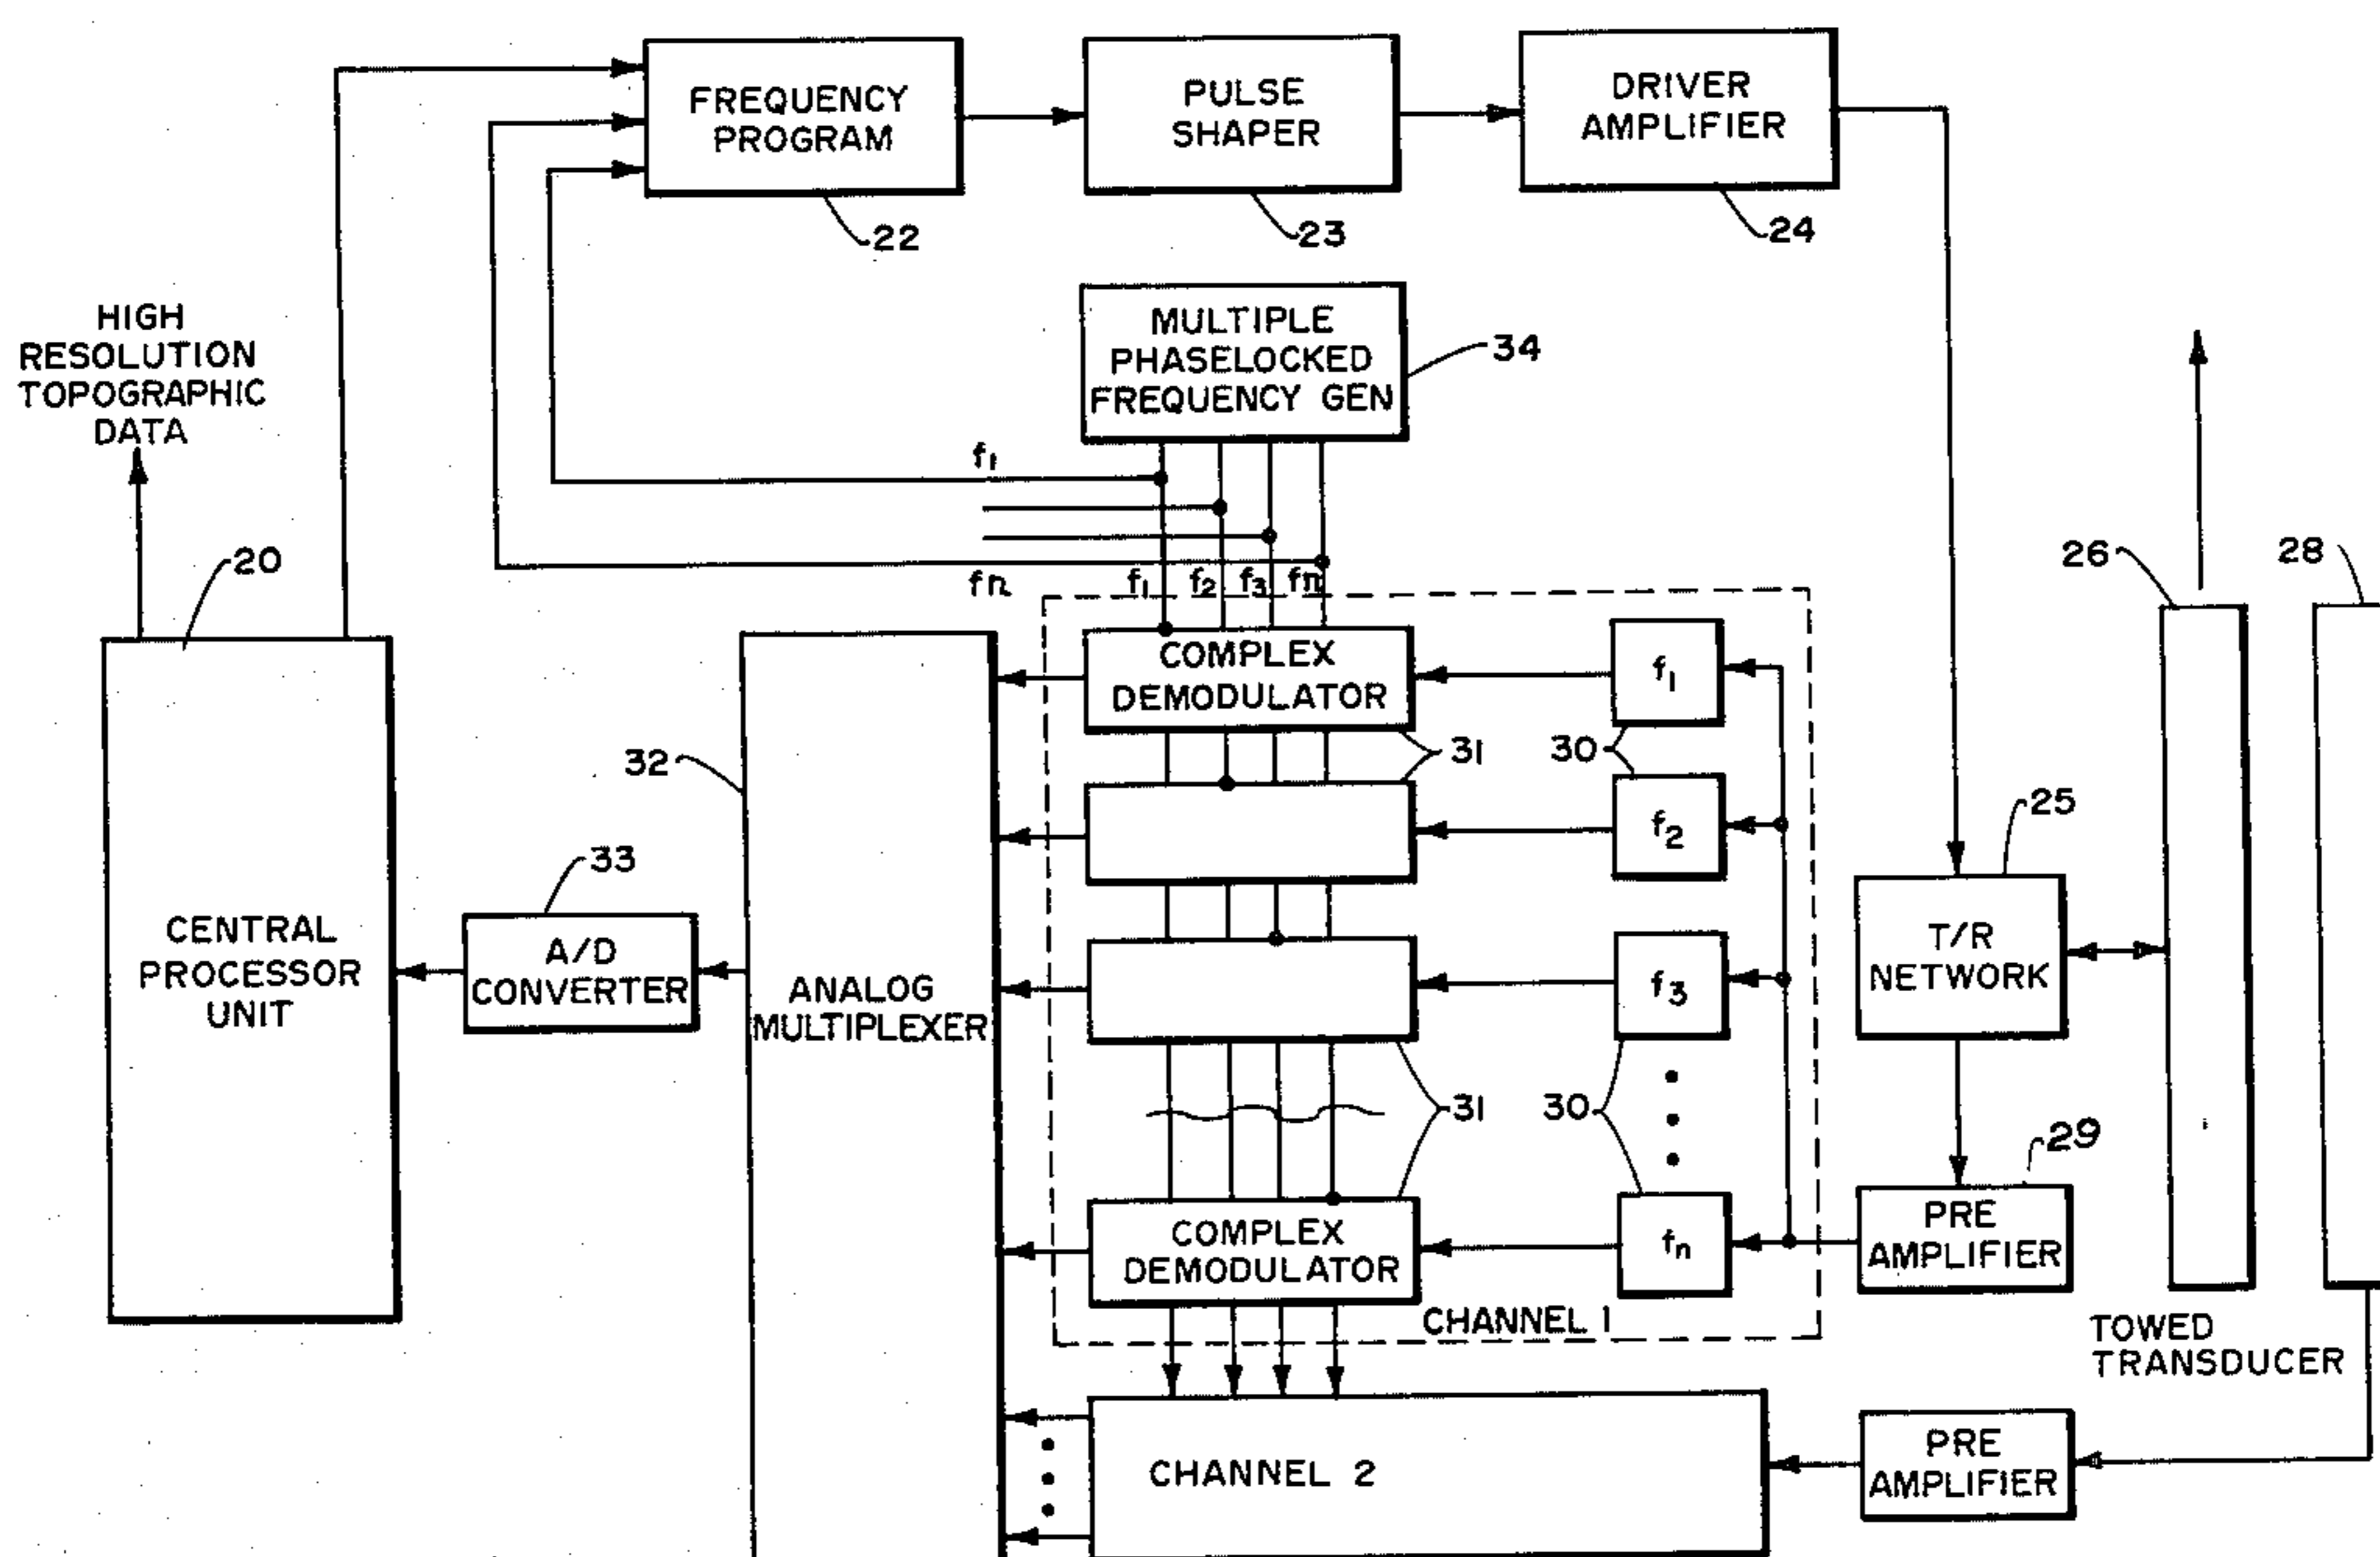 FREQUENCY
PROGRAM
22
PULSE
SHAPER
23
DRIVER
AMPLIFIER
24
HIGH
RESOLUTION
TOPOGRAPHIC
DATA
MULTIPLE
PHASELOCKED
FREQUENCY GEN
34
f1
fn
f1 f2 f3 fn
20
CENTRAL
PROCESSOR
UNIT
33
A/D
CONVERTER
32
ANALOG
MULTIPLEXER
COMPLEX
DEMODULATOR
31
31
COMPLEX
DEMODULATOR
f1
30
f2
f3
30
fn
CHANNEL 1
25
T/R
NETWORK
29
PRE
AMPLIFIER
26
28
TOWED
TRANSDUCER
CHANNEL 2
PRE
AMPLIFIER